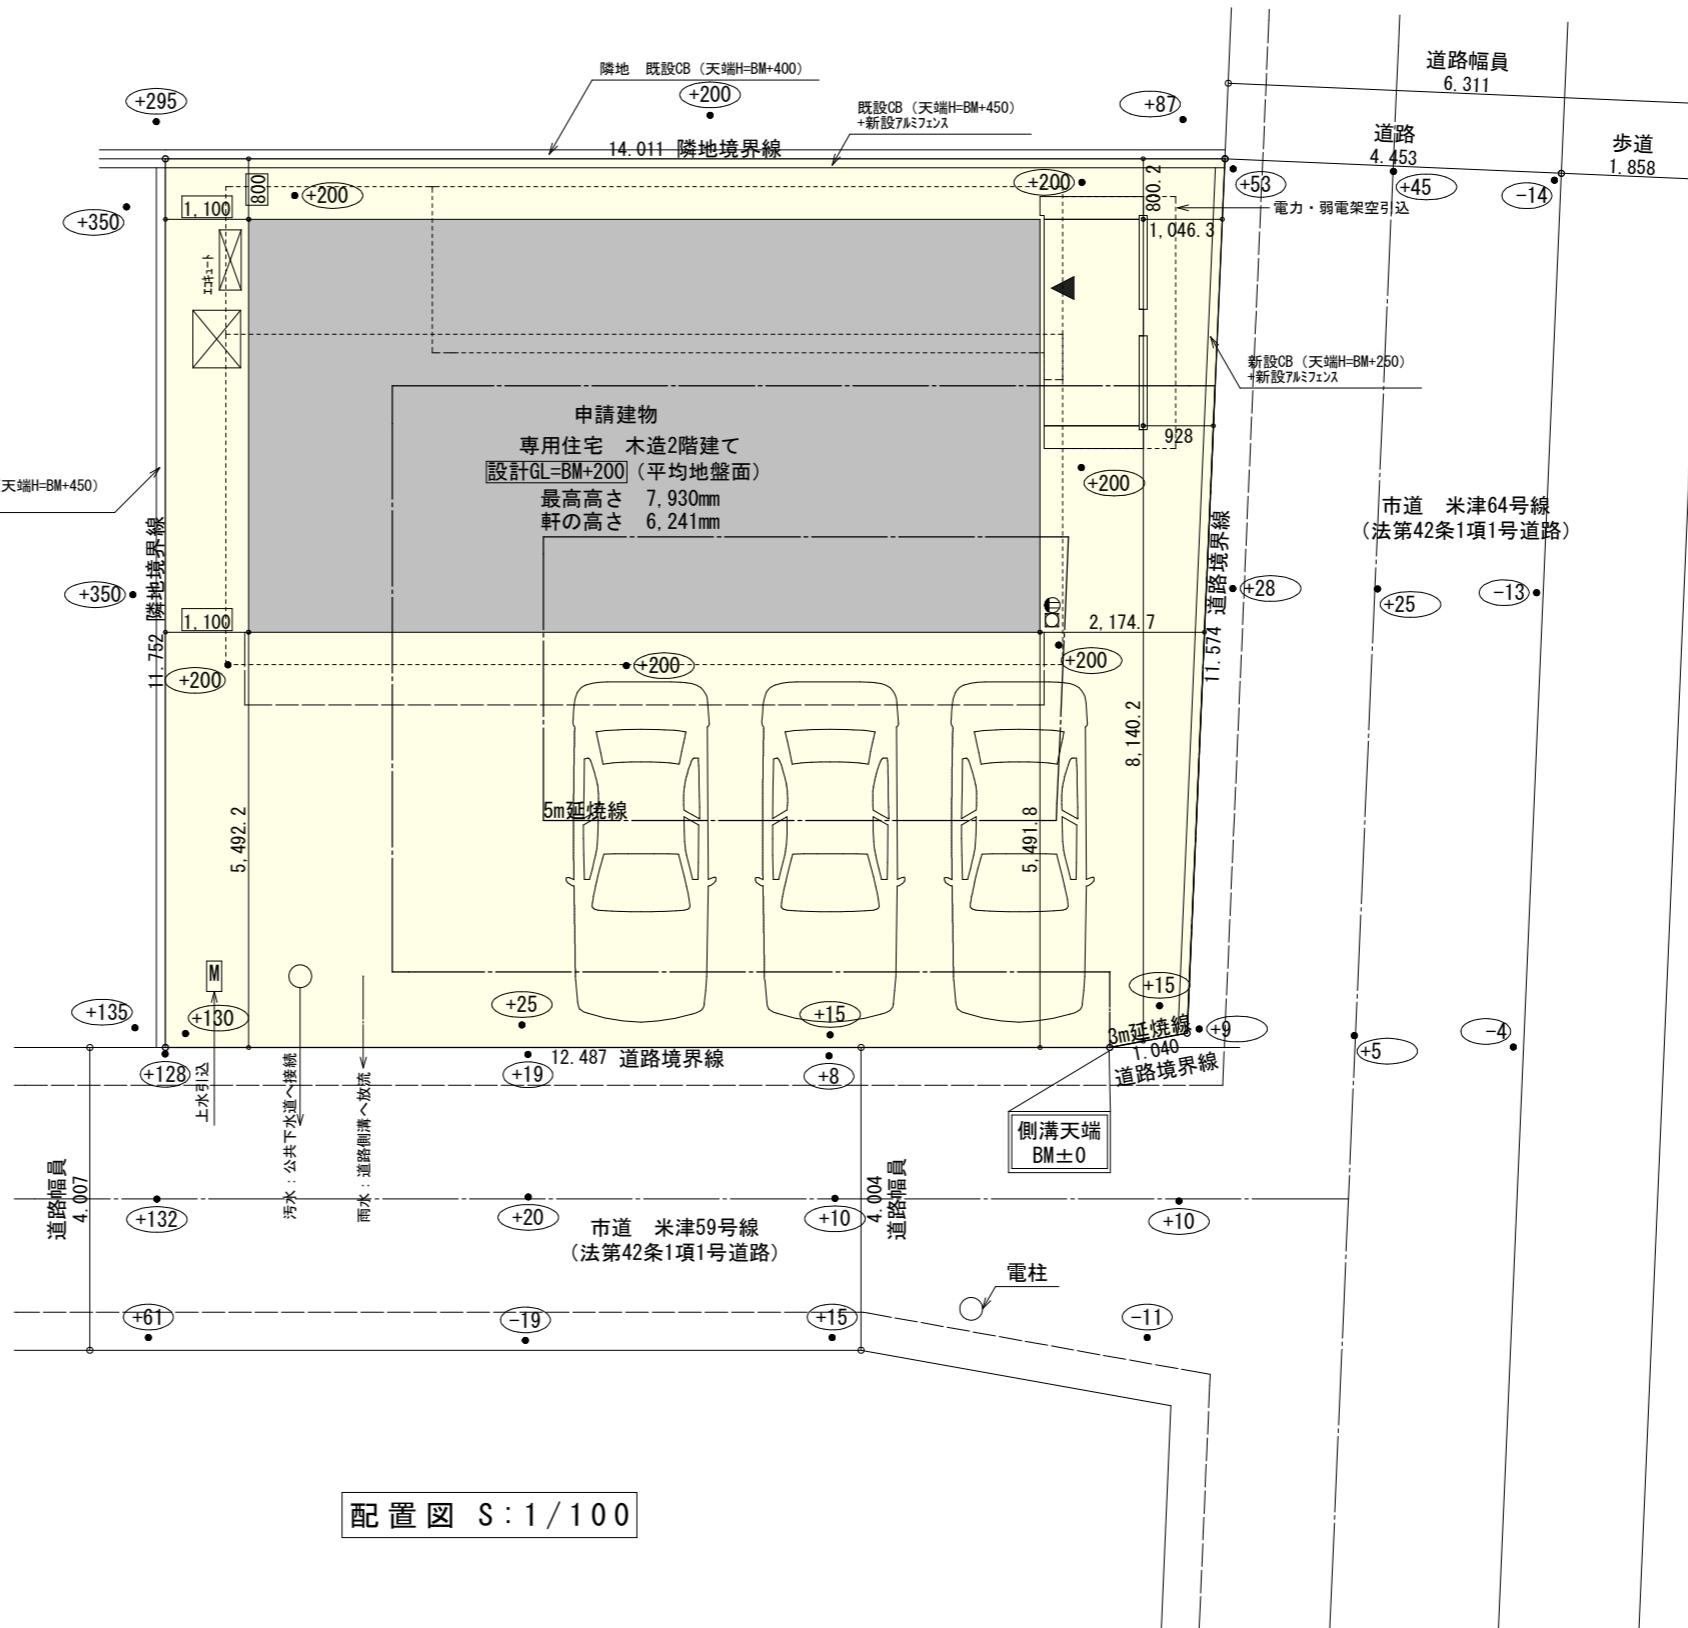 道路幅員
6.311
隣地　既設CB（天端H=BM+400）
+295
+200
+87
既設CB（天端H=BM+450）
+新設ｱﾙﾐﾌｪﾝｽ
道路
4.453
歩道
1.858
14.011 隣地境界線
+53
+45
-14
800
+200
+200
800.2
1,100
+350
電力・弱電架空引込
1,046.3
ｴｺｷｭｰﾄ
新設CB（天端H=BM+250）
+新設ｱﾙﾐﾌｪﾝｽ
申請建物
専用住宅　木造2階建て
設計GL=BM+200（平均地盤面）
最高高さ　7,930mm
軒の高さ　6,241mm
928
+200
天端H=BM+450）
市道　米津64号線
（法第42条1項1号道路）
11.752 隣地境界線
11.574 道路境界線
+350
+28
+25
-13
1,100
2,174.7
+200
+200
+200
8,140.2
5m延焼線
5,492.2
5,491.8
M
+135
+130
+25
+15
+15
3m延焼線
+9
+5
-4
+128
+19
12.487 道路境界線
+8
1.040
道路境界線
上水引込
汚水：公共下水道へ接続
雨水：道路側溝へ放流
側溝天端
BM±0
道路幅員
4.007
4.004
道路幅員
+132
+20
+10
+10
市道　米津59号線
（法第42条1項1号道路）
電柱
+61
-19
+15
-11
配置図 S:1/100